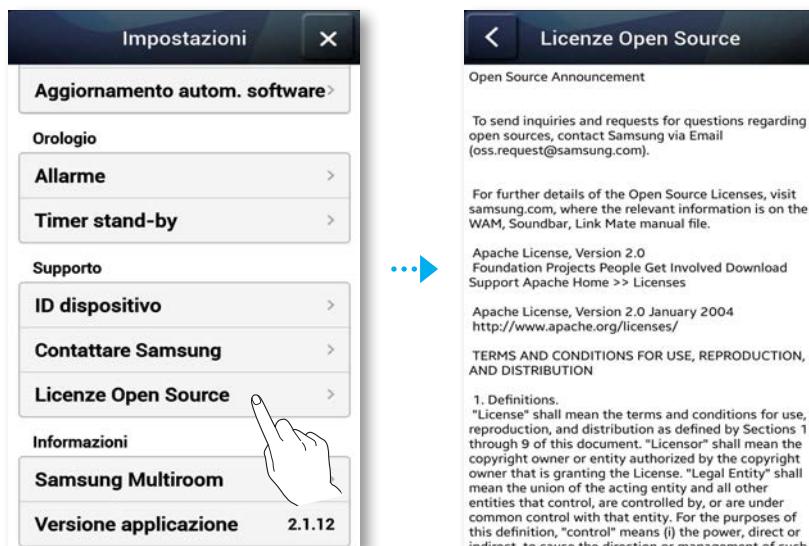 Impostazioni
Aggiornamento autom. software
Orologio
Allarme
Timer stand-by
Supporto
ID dispositivo
Contattare Samsung
Licenze Open Source
Informazioni
Samsung Multiroom
Versione applicazione 2.1.12
Licenze Open Source
Open Source Announcement
To send inquiries and requests for questions regarding
open sources, contact Samsung via Email
(oss.request@samsung.com).
For further details of the Open Source Licenses, visit
samsung.com, where the relevant information is on the
WAM, Soundbar, Link Mate manual file.
Apache License, Version 2.0
Foundation Projects People Get Involved Download
Support Apache Home >> Licenses
Apache License, Version 2.0 January 2004
http://www.apache.org/licenses/
TERMS AND CONDITIONS FOR USE, REPRODUCTION,
AND DISTRIBUTION
1. Definitions.
"License" shall mean the terms and conditions for use,
reproduction, and distribution as defined by Sections 1
through 9 of this document. "Licensor" shall mean the
copyright owner or entity authorized by the copyright
owner that is granting the License. "Legal Entity" shall
mean the union of the acting entity and all other
entities that control, are controlled by, or are under
common control with that entity. For the purposes of
this definition, "control" means (i) the power, direct or
indirect, to cause the direction or management of such